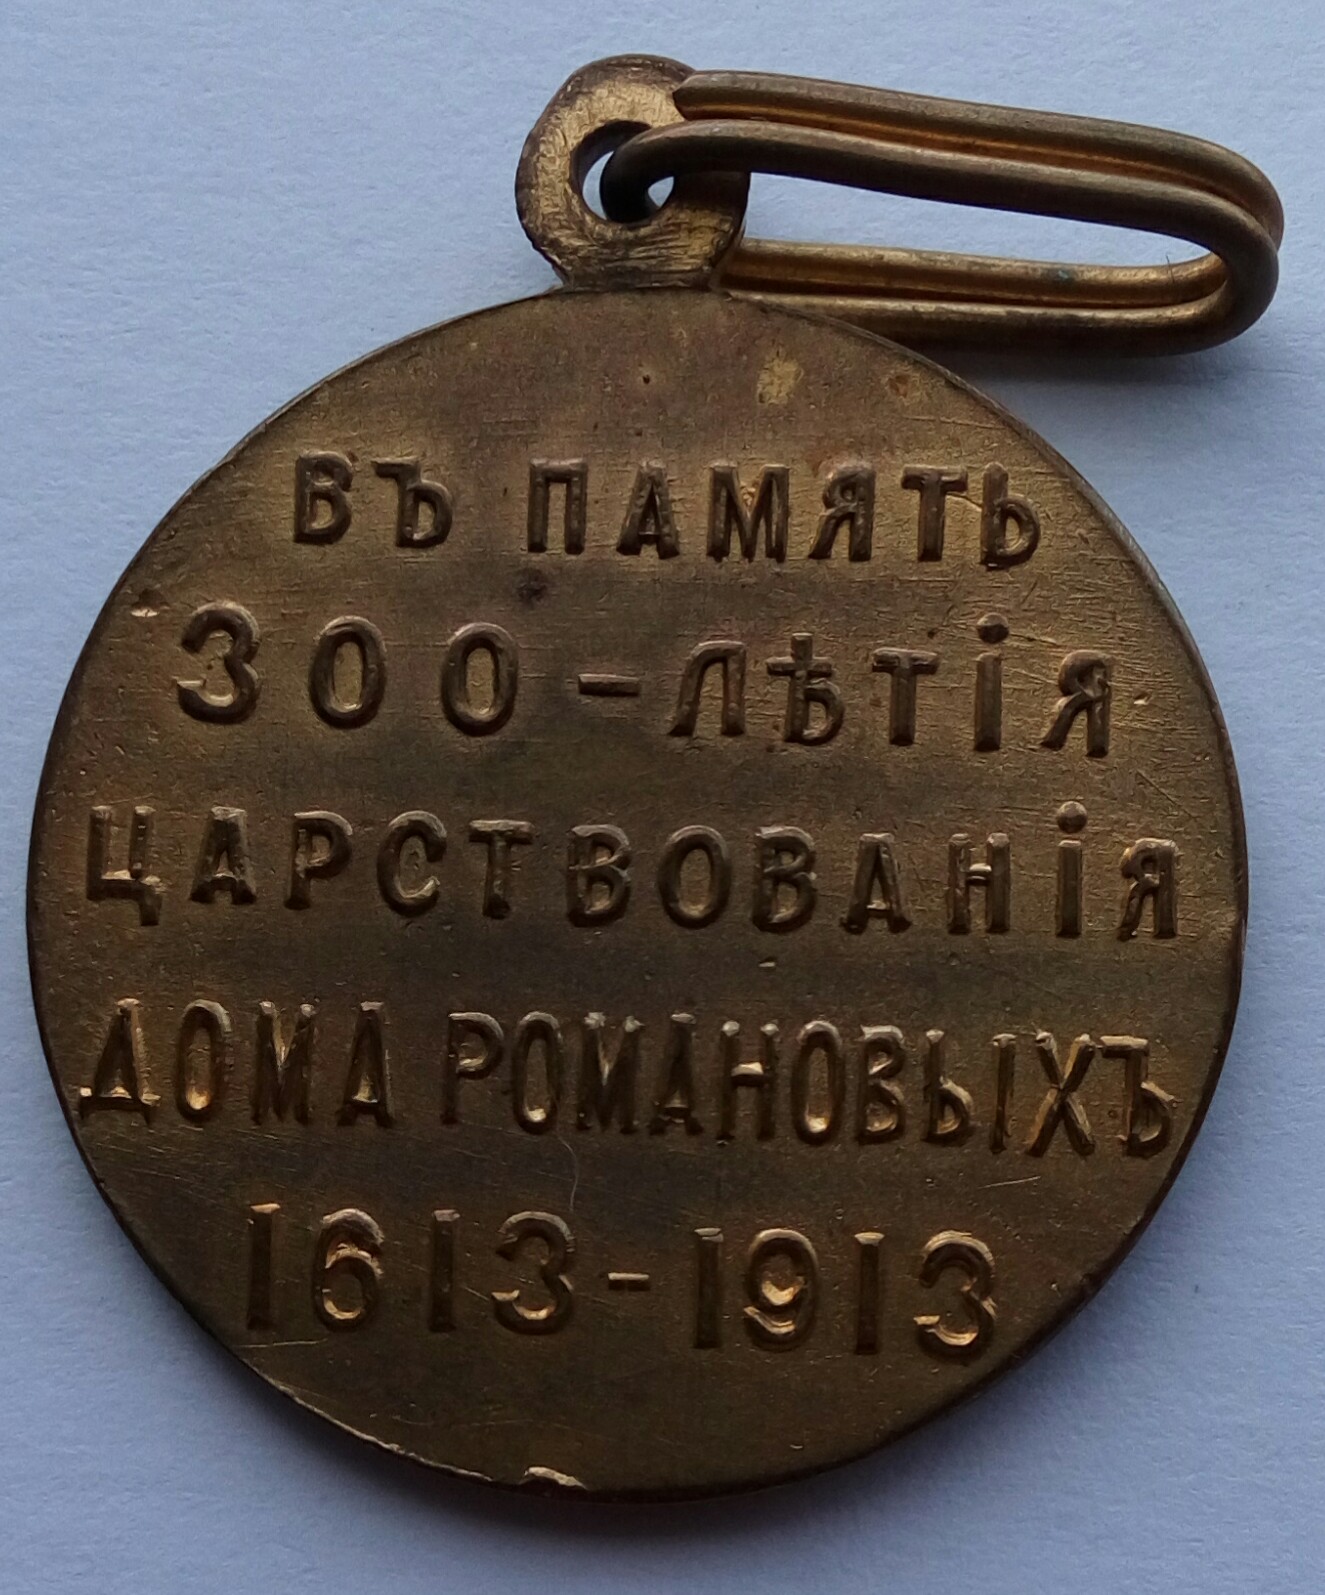 ВЪ ПАМЯТЬ
300-ЛѢТІЯ
ЦАРСТВОВАНІЯ
ДОМА РОМАНОВЫХЪ
1613-1913